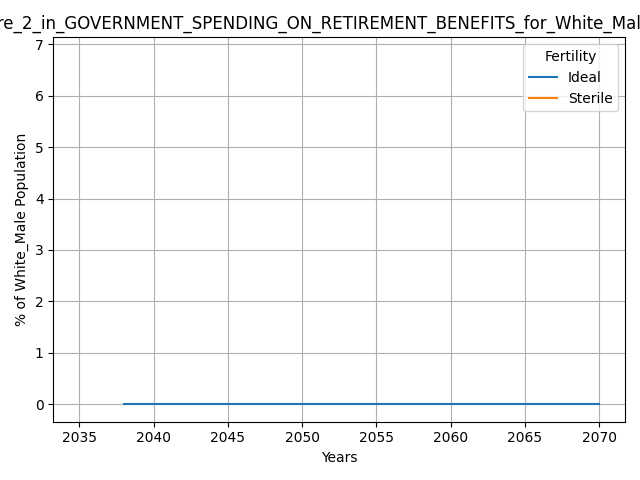 re_2_in_GOVERNMENT_SPENDING_ON_RETIREMENT_BENEFITS_for_White_Mal
7
6
5
4
3
2
1
0
% of White_Male Population
Fertility
Ideal
Sterile
2035 2040 2045 2050 2055 2060 2065 2070
Years